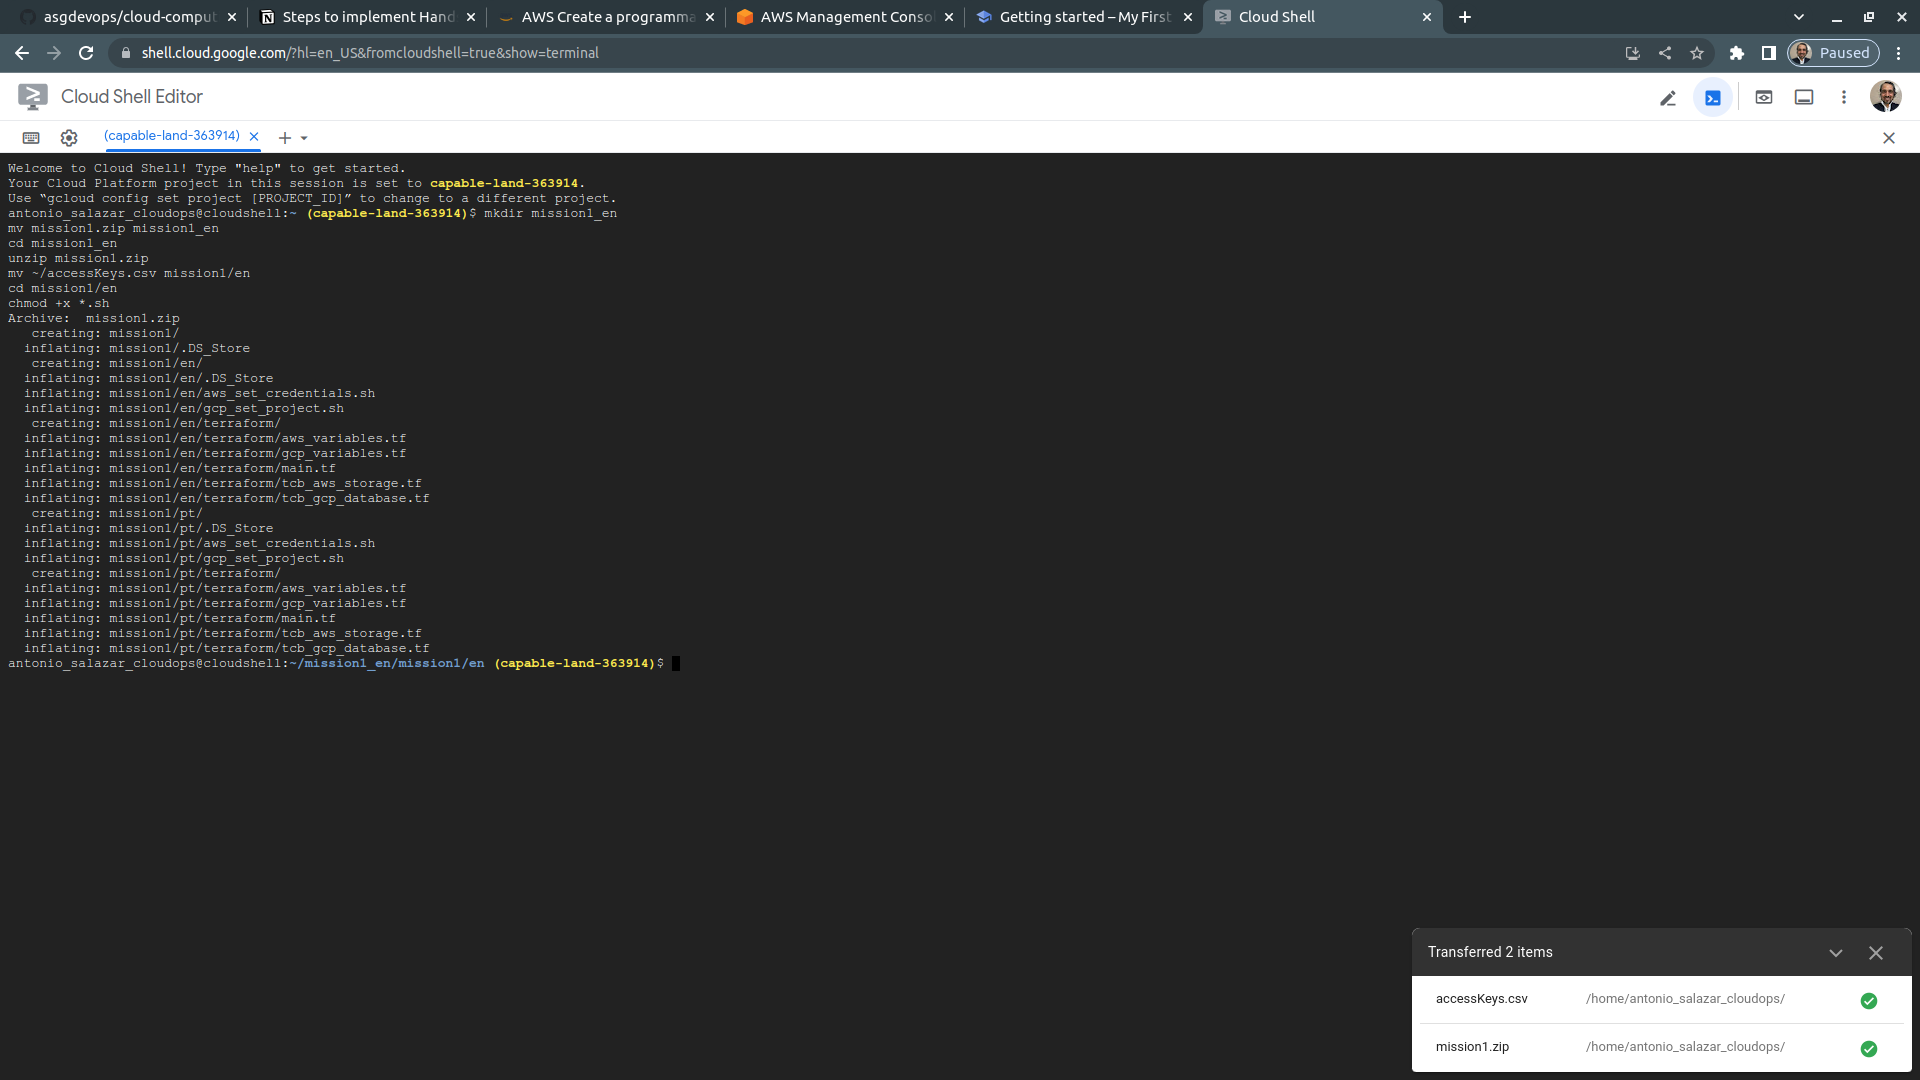 asgdevops/cloud-comput
Steps to implement Hand
AWS Create a programma
AWS Management Conso
Getting started – My First
Cloud Shell
shell.cloud.google.com/?hl=en_US&fromcloudshell=true&show=terminal
Paused
Cloud Shell Editor
(capable-land-363914)
Welcome to Cloud Shell! Type "help" to get started.
Your Cloud Platform project in this session is set to capable-land-363914.
Use “gcloud config set project [PROJECT_ID]” to change to a different project.
antonio_salazar_cloudops@cloudshell:~ (capable-land-363914)$ mkdir mission1_en
mv mission1.zip mission1_en
cd mission1_en
unzip mission1.zip
mv ~/accessKeys.csv mission1/en
cd mission1/en
chmod +x *.sh
Archive:  mission1.zip
   creating: mission1/
  inflating: mission1/.DS_Store
   creating: mission1/en/
  inflating: mission1/en/.DS_Store
  inflating: mission1/en/aws_set_credentials.sh
  inflating: mission1/en/gcp_set_project.sh
   creating: mission1/en/terraform/
  inflating: mission1/en/terraform/aws_variables.tf
  inflating: mission1/en/terraform/gcp_variables.tf
  inflating: mission1/en/terraform/main.tf
  inflating: mission1/en/terraform/tcb_aws_storage.tf
  inflating: mission1/en/terraform/tcb_gcp_database.tf
   creating: mission1/pt/
  inflating: mission1/pt/.DS_Store
  inflating: mission1/pt/aws_set_credentials.sh
  inflating: mission1/pt/gcp_set_project.sh
   creating: mission1/pt/terraform/
  inflating: mission1/pt/terraform/aws_variables.tf
  inflating: mission1/pt/terraform/gcp_variables.tf
  inflating: mission1/pt/terraform/main.tf
  inflating: mission1/pt/terraform/tcb_aws_storage.tf
  inflating: mission1/pt/terraform/tcb_gcp_database.tf
antonio_salazar_cloudops@cloudshell:~/mission1_en/mission1/en (capable-land-363914)$
Transferred 2 items
accessKeys.csv /home/antonio_salazar_cloudops/
mission1.zip /home/antonio_salazar_cloudops/